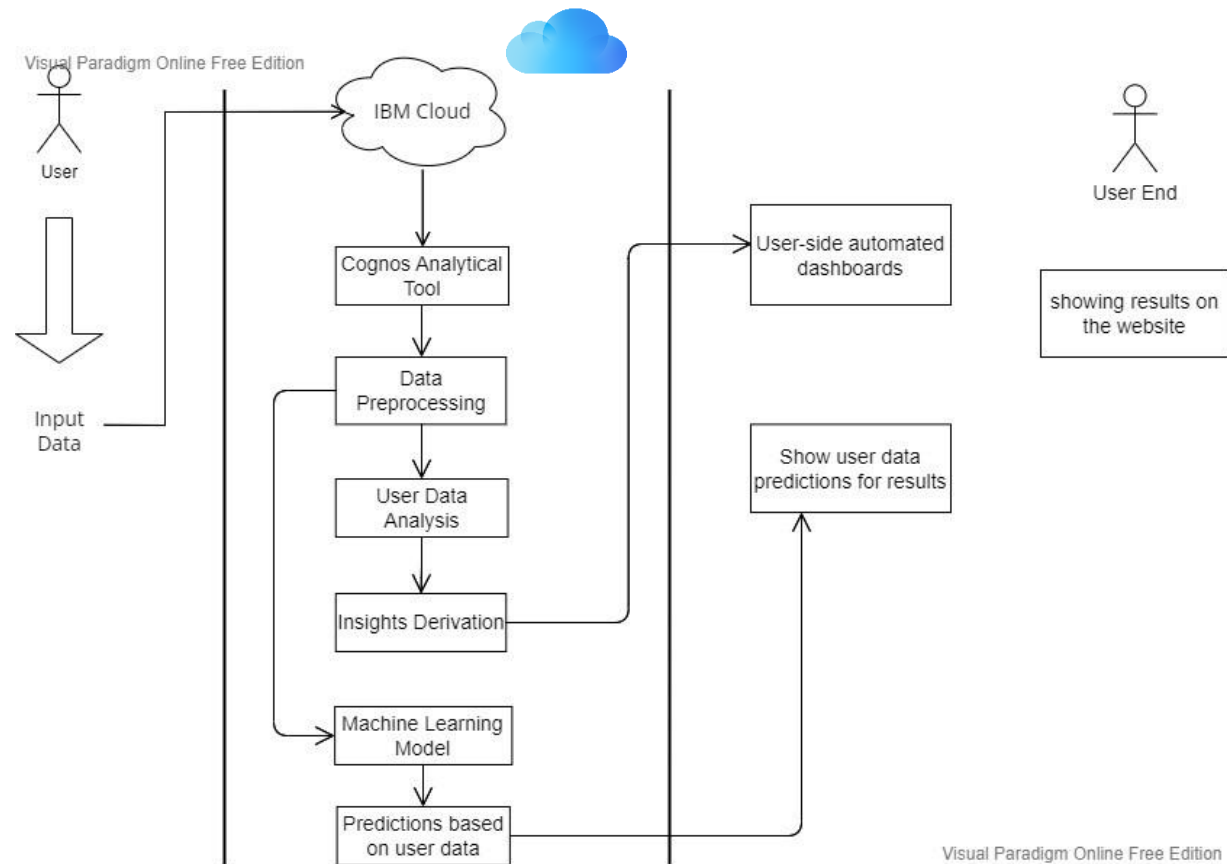 Visual Paradigm Online Free Edition
User
Input
Data
IBM Cloud
Cognos Analytical
Tool
Data
Preprocessing
User Data
Analysis
Insights Derivation
Machine Learning
Model
Predictions based
on user data
User-side automated
dashboards
Show user data
predictions for results
User End
showing results on
the website
Visual Paradigm Online Free Edition